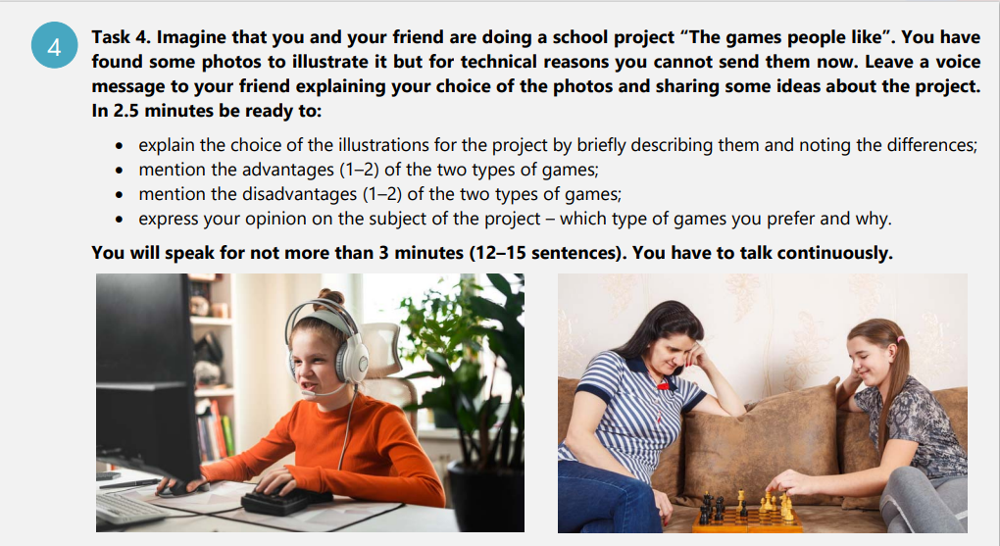 4
Task 4. Imagine that you and your friend are doing a school project “The games people like”. You have
found some photos to illustrate it but for technical reasons you cannot send them now. Leave a voice
message to your friend explaining your choice of the photos and sharing some ideas about the project.
In 2.5 minutes be ready to:
• explain the choice of the illustrations for the project by briefly describing them and noting the differences;
• mention the advantages (1–2) of the two types of games;
• mention the disadvantages (1–2) of the two types of games;
• express your opinion on the subject of the project – which type of games you prefer and why.
You will speak for not more than 3 minutes (12–15 sentences). You have to talk continuously.